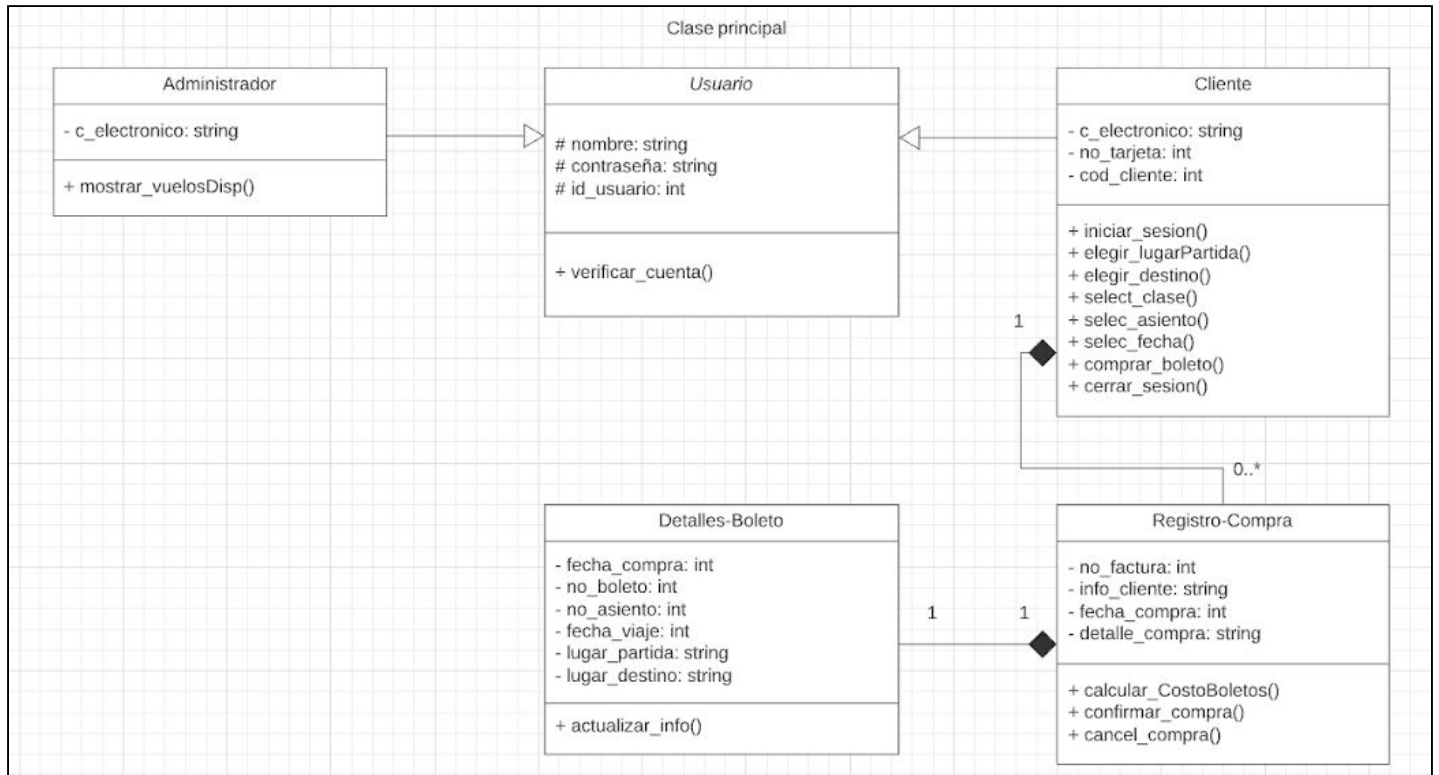 Clase principal
Administrador
- c_electronico: string
+ mostrar_vuelosDisp()
Usuario
# nombre: string
# contraseña: string
# id_usuario: int
+ verificar_cuenta()
Cliente
- c_electronico: string
- no_tarjeta: int
- cod_cliente: int
+ iniciar_sesion()
+ elegir_lugarPartida()
+ elegir_destino()
+ select_clase()
+ selec_asiento()
+ selec_fecha()
+ comprar_boleto()
+ cerrar_sesion()
1
0..*
Detalles-Boleto
- fecha_compra: int
- no_boleto: int
- no_asiento: int
- fecha_viaje: int
- lugar_partida: string
- lugar_destino: string
+ actualizar_info()
1
1
Registro-Compra
- no_factura: int
- info_cliente: string
- fecha_compra: int
- detalle_compra: string
+ calcular_CostoBoletos()
+ confirmar_compra()
+ cancel_compra()